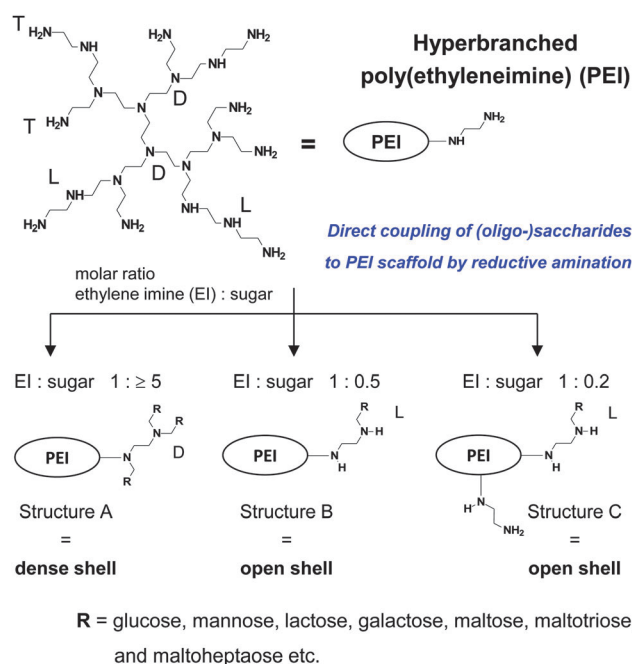 T
H₂N
NH
H₂N
NH₂
NH
N
N
N
D
T
H₂N
N
N
D
NH₂
NH₂
L
NH
H₂N
N
NH₂
N
NH
NH
L
NH₂
=
Hyperbranched
poly(ethyleneimine) (PEI)
PEI
NH
NH₂
Direct coupling of (oligo-)saccharides
to PEI scaffold by reductive amination
molar ratio
ethylene imine (EI) : sugar
EI : sugar 1 : ≥ 5
EI : sugar 1 : 0.5
EI : sugar 1 : 0.2
PEI
N
R
N
R
R
D
PEI
N
H
R
N-H
L
PEI
N
H
R
N-H
L
H-N
NH₂
Structure A
=
dense shell
Structure B
=
open shell
Structure C
=
open shell
R = glucose, mannose, lactose, galactose, maltose, maltotriose
and maltoheptaose etc.